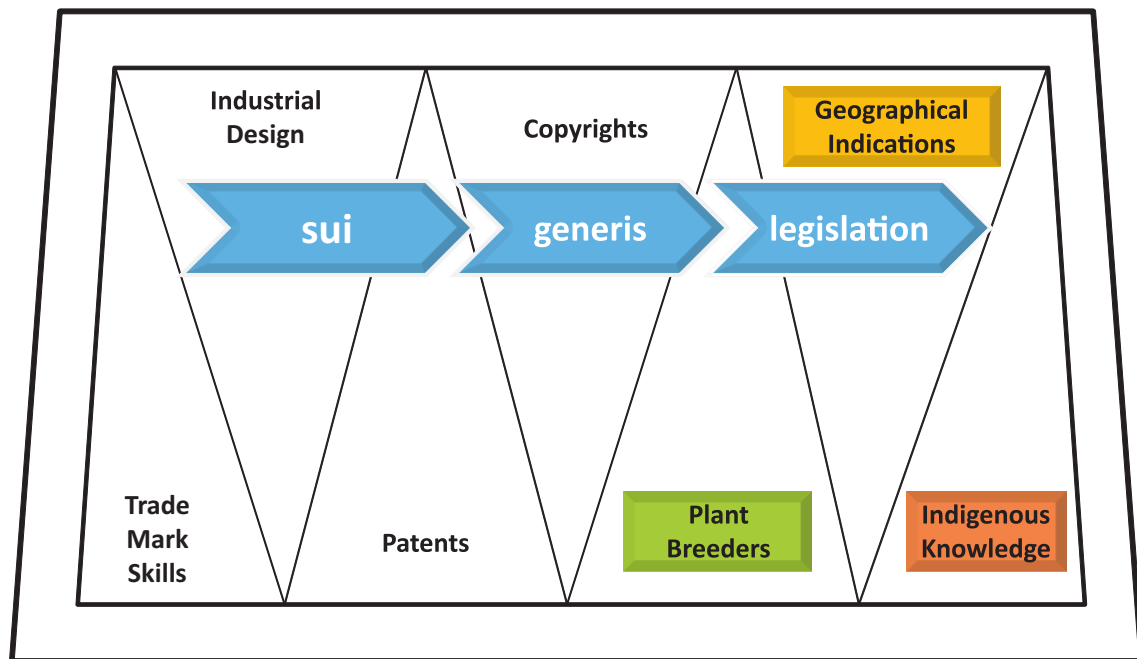 Industrial
Design
Copyrights
Geographical
Indications
sui
generis
legislation
Trade
Mark
Skills
Patents
Plant
Breeders
Indigenous
Knowledge